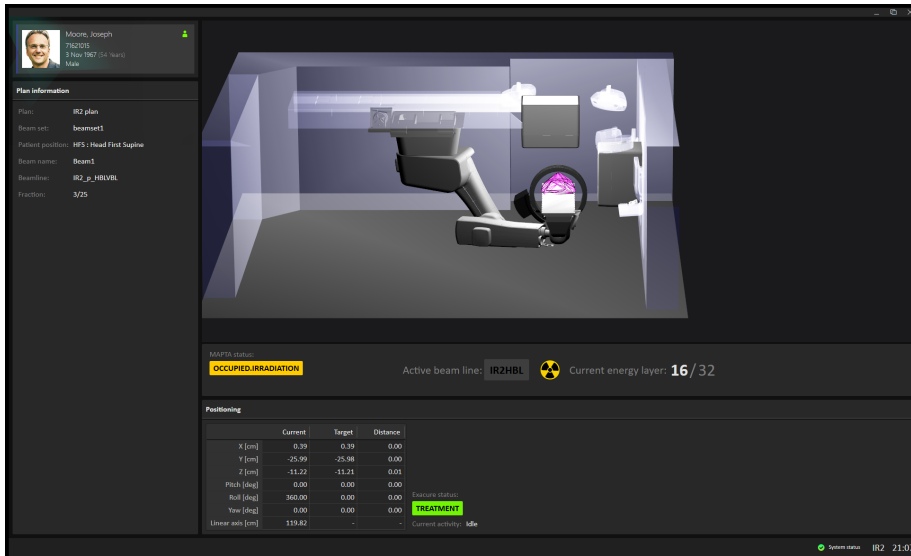 Moore, Joseph
71621015
3 Nov 1967 (54 Years)
Male
Plan information
Plan: IR2 plan
Beam set: beamset1
Patient position: HFS : Head First Supine
Beam name: Beam1
Beamline: IR2_p_HBLVBL
Fraction: 3/25
MAPTA status:
OCCUPIED.IRRADIATION
Active beam line: IR2HBL Current energy layer: 16/32
Positioning
Current Target Distance
X [cm] 0.39 0.39 0.00
Y [cm] -25.99 -25.98 0.00
Z [cm] -11.22 -11.21 0.01
Pitch [deg] 0.00 0.00 0.00
Roll [deg] 360.00 0.00 0.00
Yaw [deg] 0.00 0.00 0.00
Linear axis [cm] 119.82 - -
Exacure status:
TREATMENT
Current activity: Idle
System status IR2